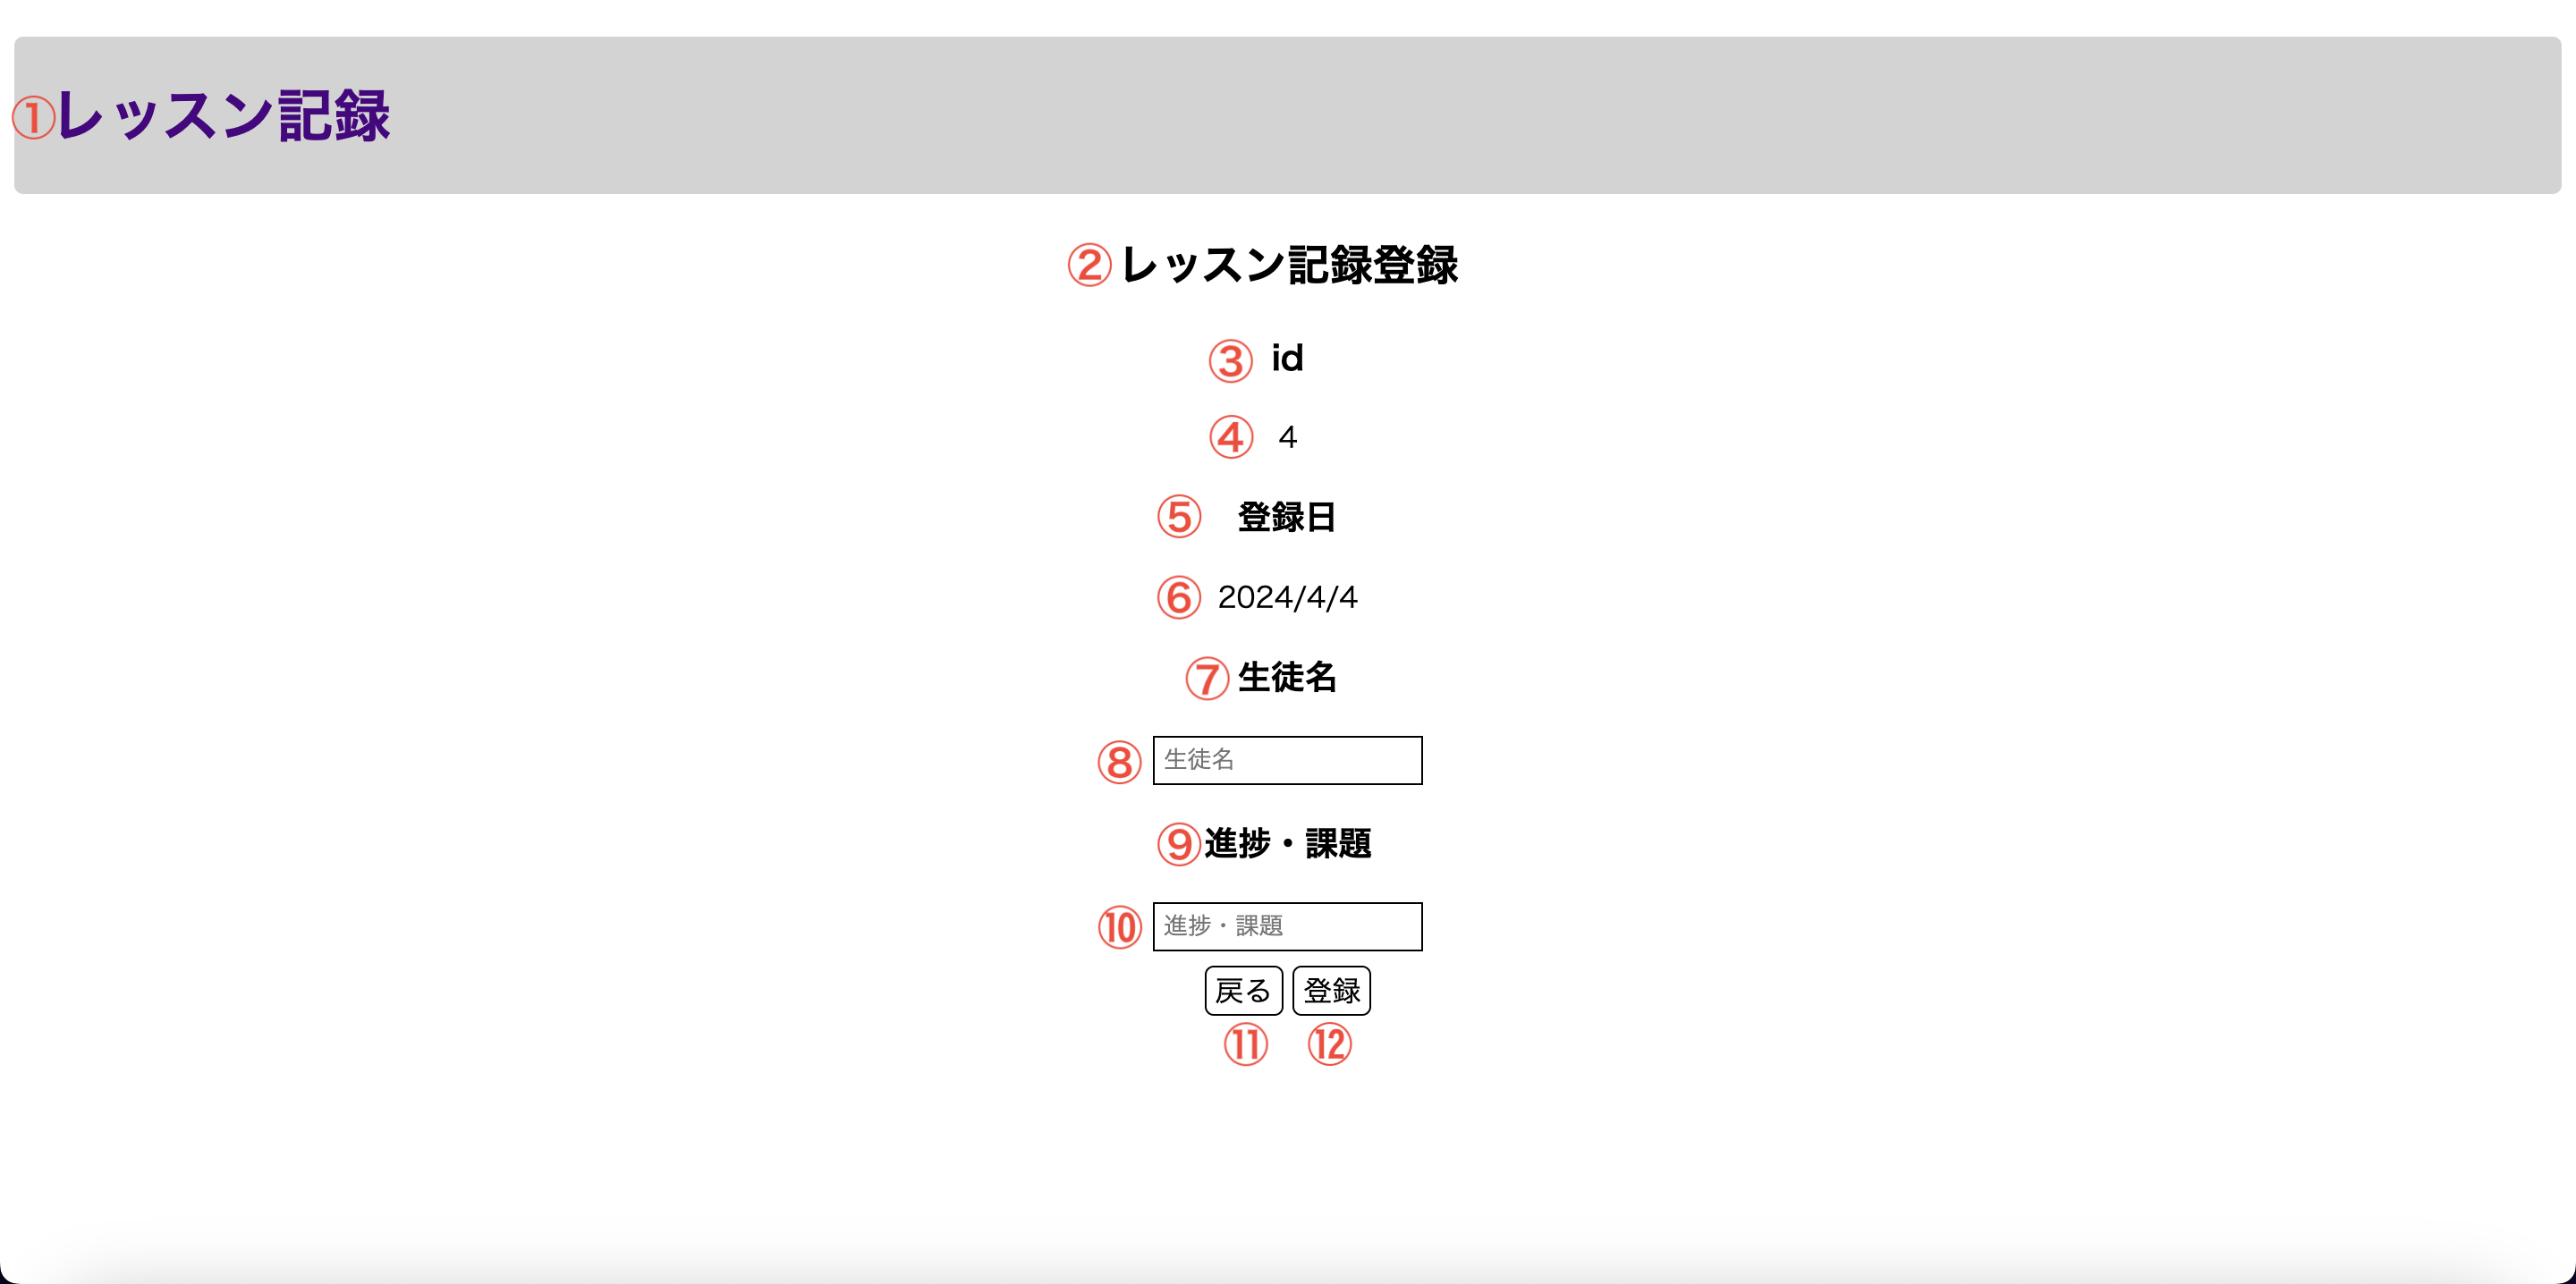 ①レッスン記録
②レッスン記録登録
③ id
④ 4
⑤ 登録日
⑥ 2024/4/4
⑦ 生徒名
⑧ 生徒名
⑨進捗・課題
⑩ 進捗・課題
戻る 登録
⑪ ⑫